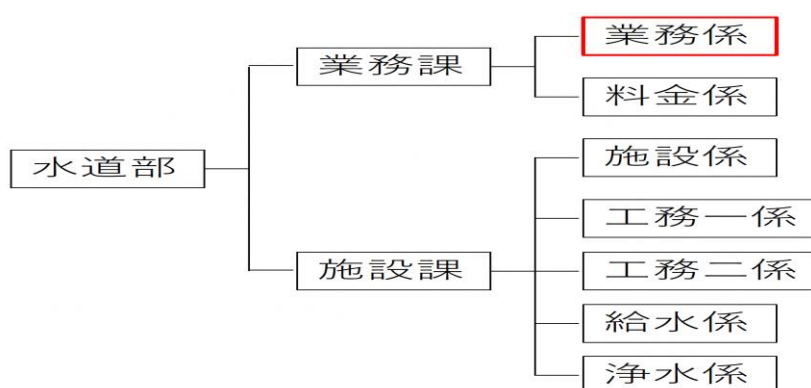 水道部
業務課
業務係
料金係
施設課
施設係
工務一係
工務二係
給水係
浄水係